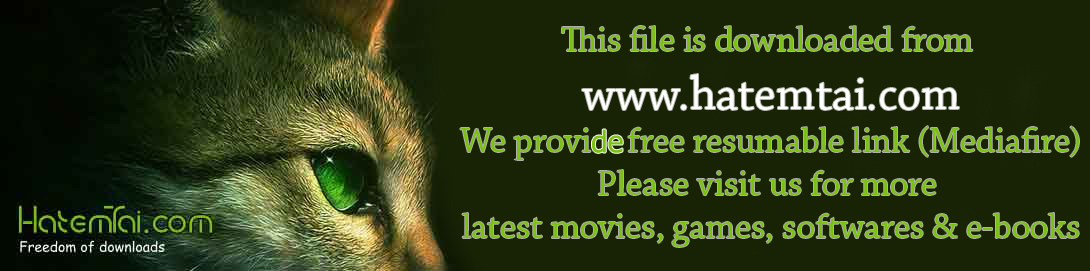 This file is downloaded from
www.hatemtai.com
We provide free resumable link (Mediafire)
Please visit us for more
latest movies, games, softwares & e-books
HatemTai.com
Freedom of downloads